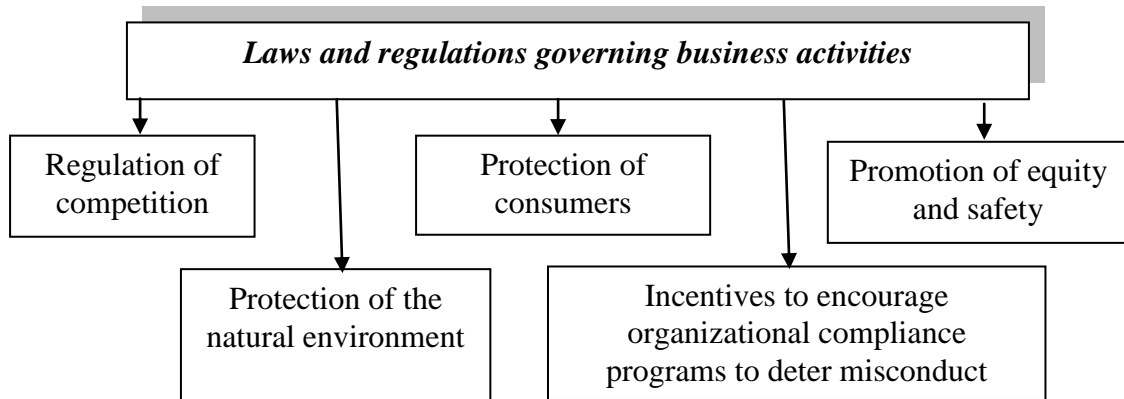 Laws and regulations governing business activities
Regulation of
competition
Protection of
consumers
Promotion of equity
and safety
Protection of the
natural environment
Incentives to encourage
organizational compliance
programs to deter misconduct